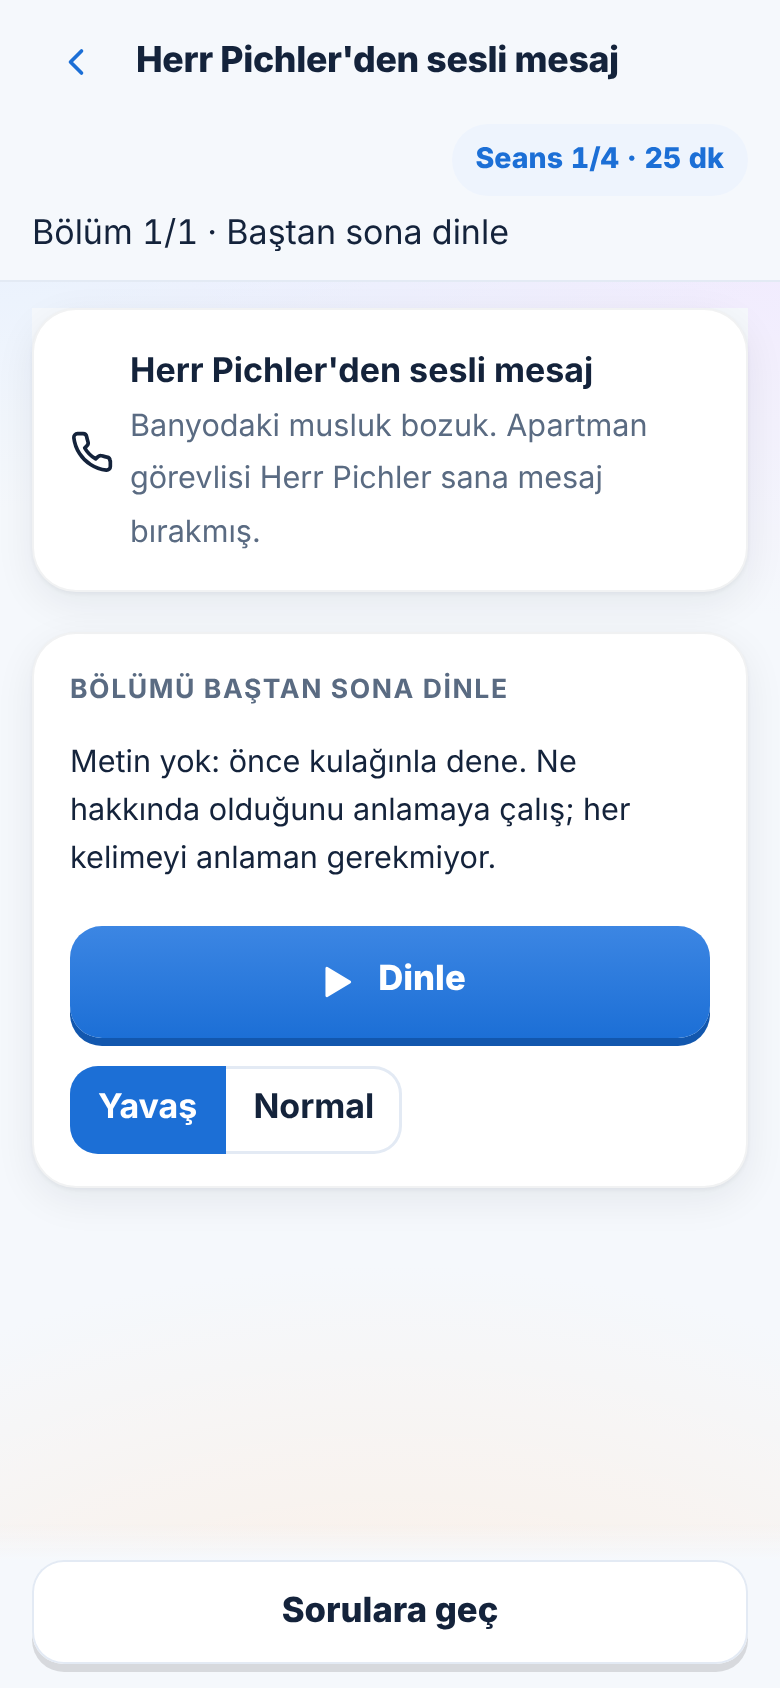 Herr Pichler'den sesli mesaj
Seans 1/4 · 25 dk
Bölüm 1/1 · Baştan sona dinle
Herr Pichler'den sesli mesaj
Banyodaki musluk bozuk. Apartman
görevlisi Herr Pichler sana mesaj
bırakmış.
BÖLÜMÜ BAŞTAN SONA DİNLE
Metin yok: önce kulağınla dene. Ne
hakkında olduğunu anlamaya çalış; her
kelimeyi anlaman gerekmiyor.
Dinle
Yavaş Normal
Sorulara geç